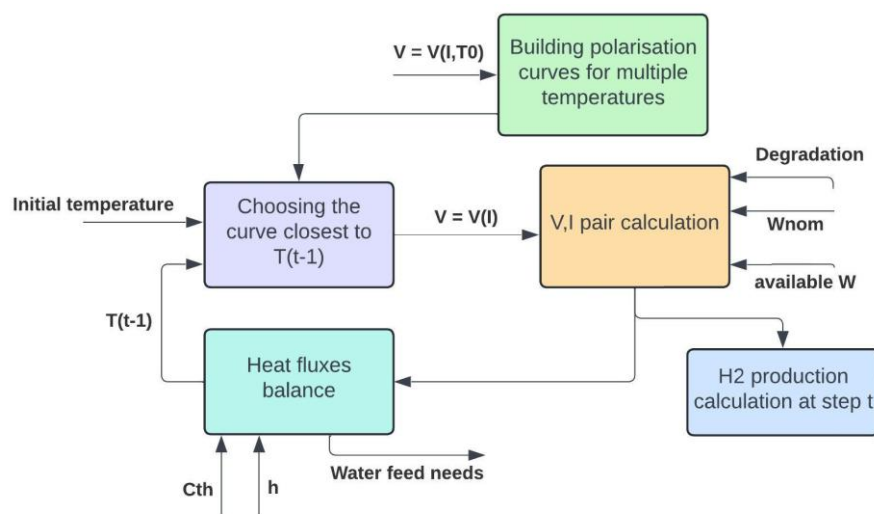 V = V(I,T0)
Building polarisation
curves for multiple
temperatures
Initial temperature
Choosing the
curve closest to
T(t-1)
V = V(I)
V,I pair calculation
Degradation
Wnom
available W
T(t-1)
Heat fluxes
balance
H2 production
calculation at step t
Water feed needs
Cth
h